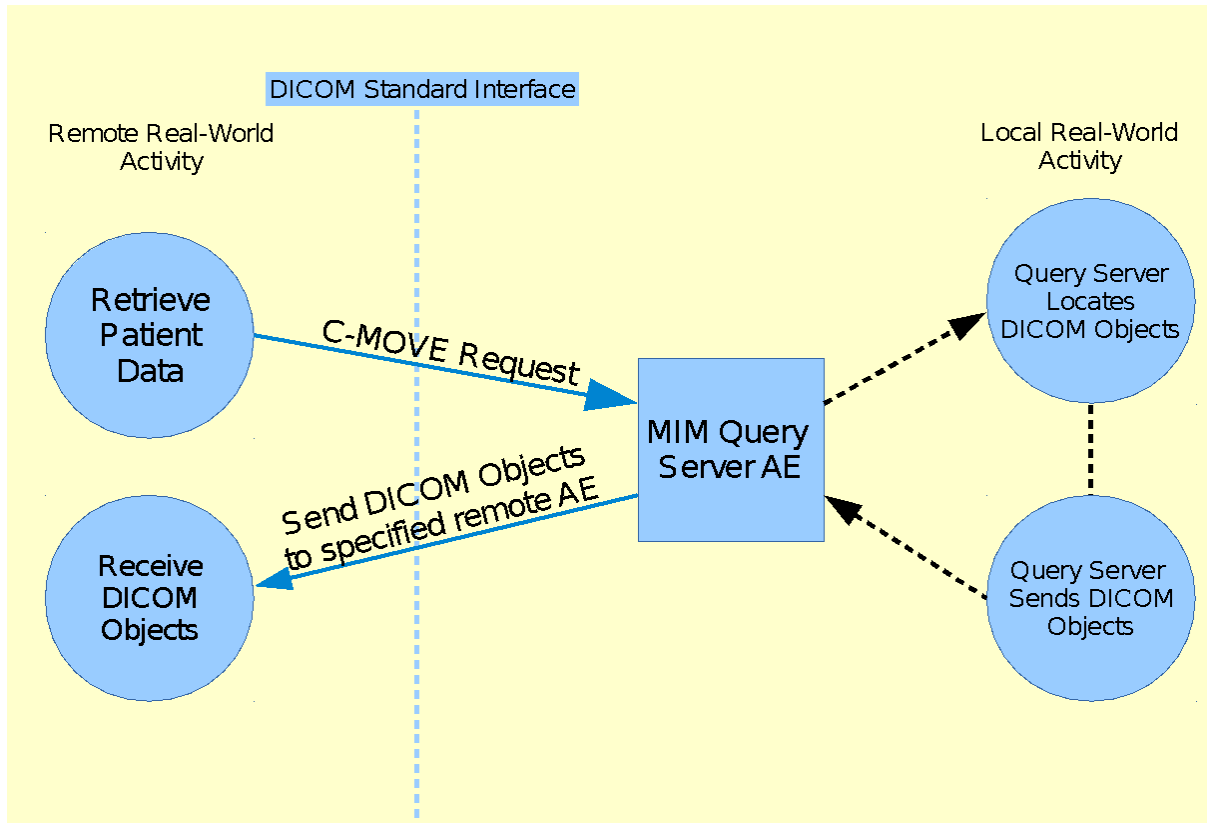 DICOM Standard Interface
Remote Real-World
Activity
Local Real-World
Activity
Retrieve
Patient
Data
C-MOVE Request
Query Server
Locates
DICOM Objects
MIM Query
Server AE
Send DICOM Objects
to specified remote AE
Receive
DICOM
Objects
Query Server
Sends DICOM
Objects